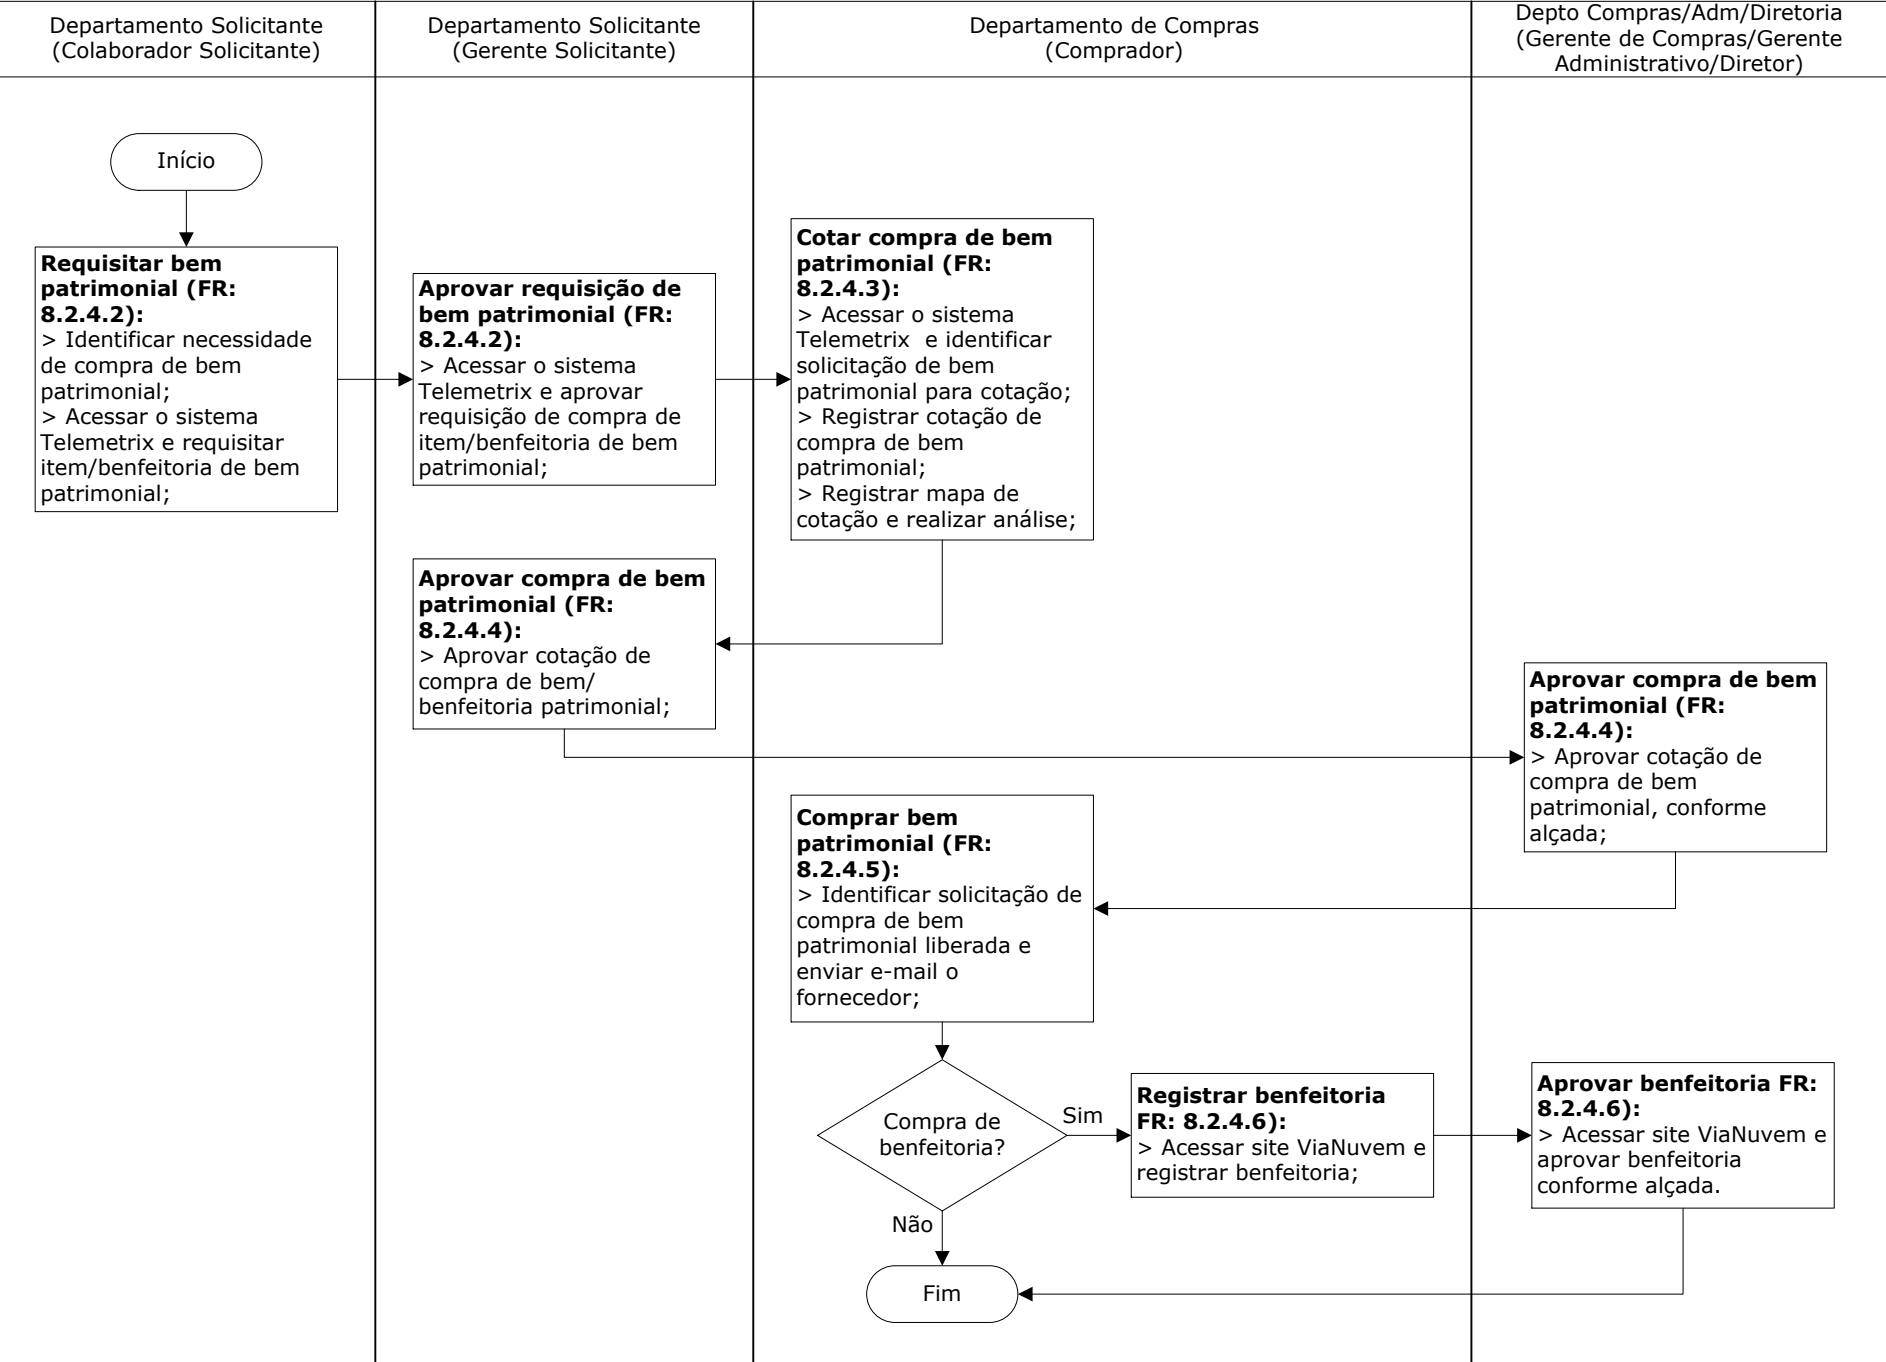 Departamento Solicitante
(Colaborador Solicitante)
Departamento Solicitante
(Gerente Solicitante)
Departamento de Compras
(Comprador)
Depto Compras/Adm/Diretoria
(Gerente de Compras/Gerente
Administrativo/Diretor)
Início
Requisitar bem
patrimonial (FR:
8.2.4.2):
> Identificar necessidade
de compra de bem
patrimonial;
> Acessar o sistema
Telemetrix e requisitar
item/benfeitoria de bem
patrimonial;
Aprovar requisição de
bem patrimonial (FR:
8.2.4.2):
> Acessar o sistema
Telemetrix e aprovar
requisição de compra de
item/benfeitoria de bem
patrimonial;
Cotar compra de bem
patrimonial (FR:
8.2.4.3):
> Acessar o sistema
Telemetrix  e identificar
solicitação de bem
patrimonial para cotação;
> Registrar cotação de
compra de bem
patrimonial;
> Registrar mapa de
cotação e realizar análise;
Aprovar compra de bem
patrimonial (FR:
8.2.4.4):
> Aprovar cotação de
compra de bem/
benfeitoria patrimonial;
Aprovar compra de bem
patrimonial (FR:
8.2.4.4):
> Aprovar cotação de
compra de bem
patrimonial, conforme
alçada;
Comprar bem
patrimonial (FR:
8.2.4.5):
> Identificar solicitação de
compra de bem
patrimonial liberada e
enviar e-mail o
fornecedor;
Compra de
benfeitoria?
Sim
Registrar benfeitoria
FR: 8.2.4.6):
> Acessar site ViaNuvem e
registrar benfeitoria;
Aprovar benfeitoria FR:
8.2.4.6):
> Acessar site ViaNuvem e
aprovar benfeitoria
conforme alçada.
Não
Fim